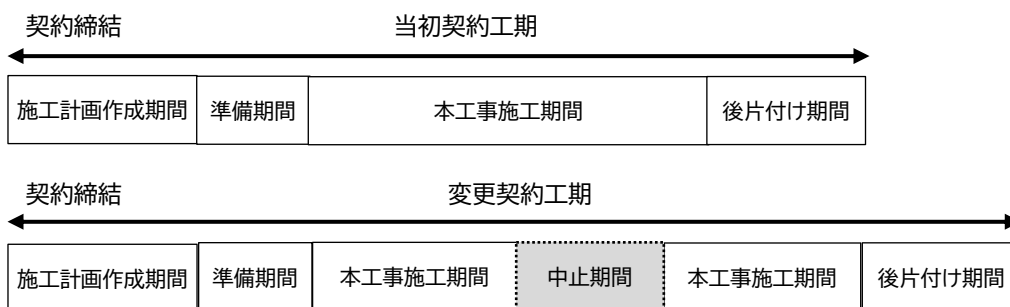 契約締結 当初契約工期
施工計画作成期間 準備期間 本工事施工期間 後片付け期間
契約締結 変更契約工期
施工計画作成期間 準備期間 本工事施工期間 中止期間 本工事施工期間 後片付け期間